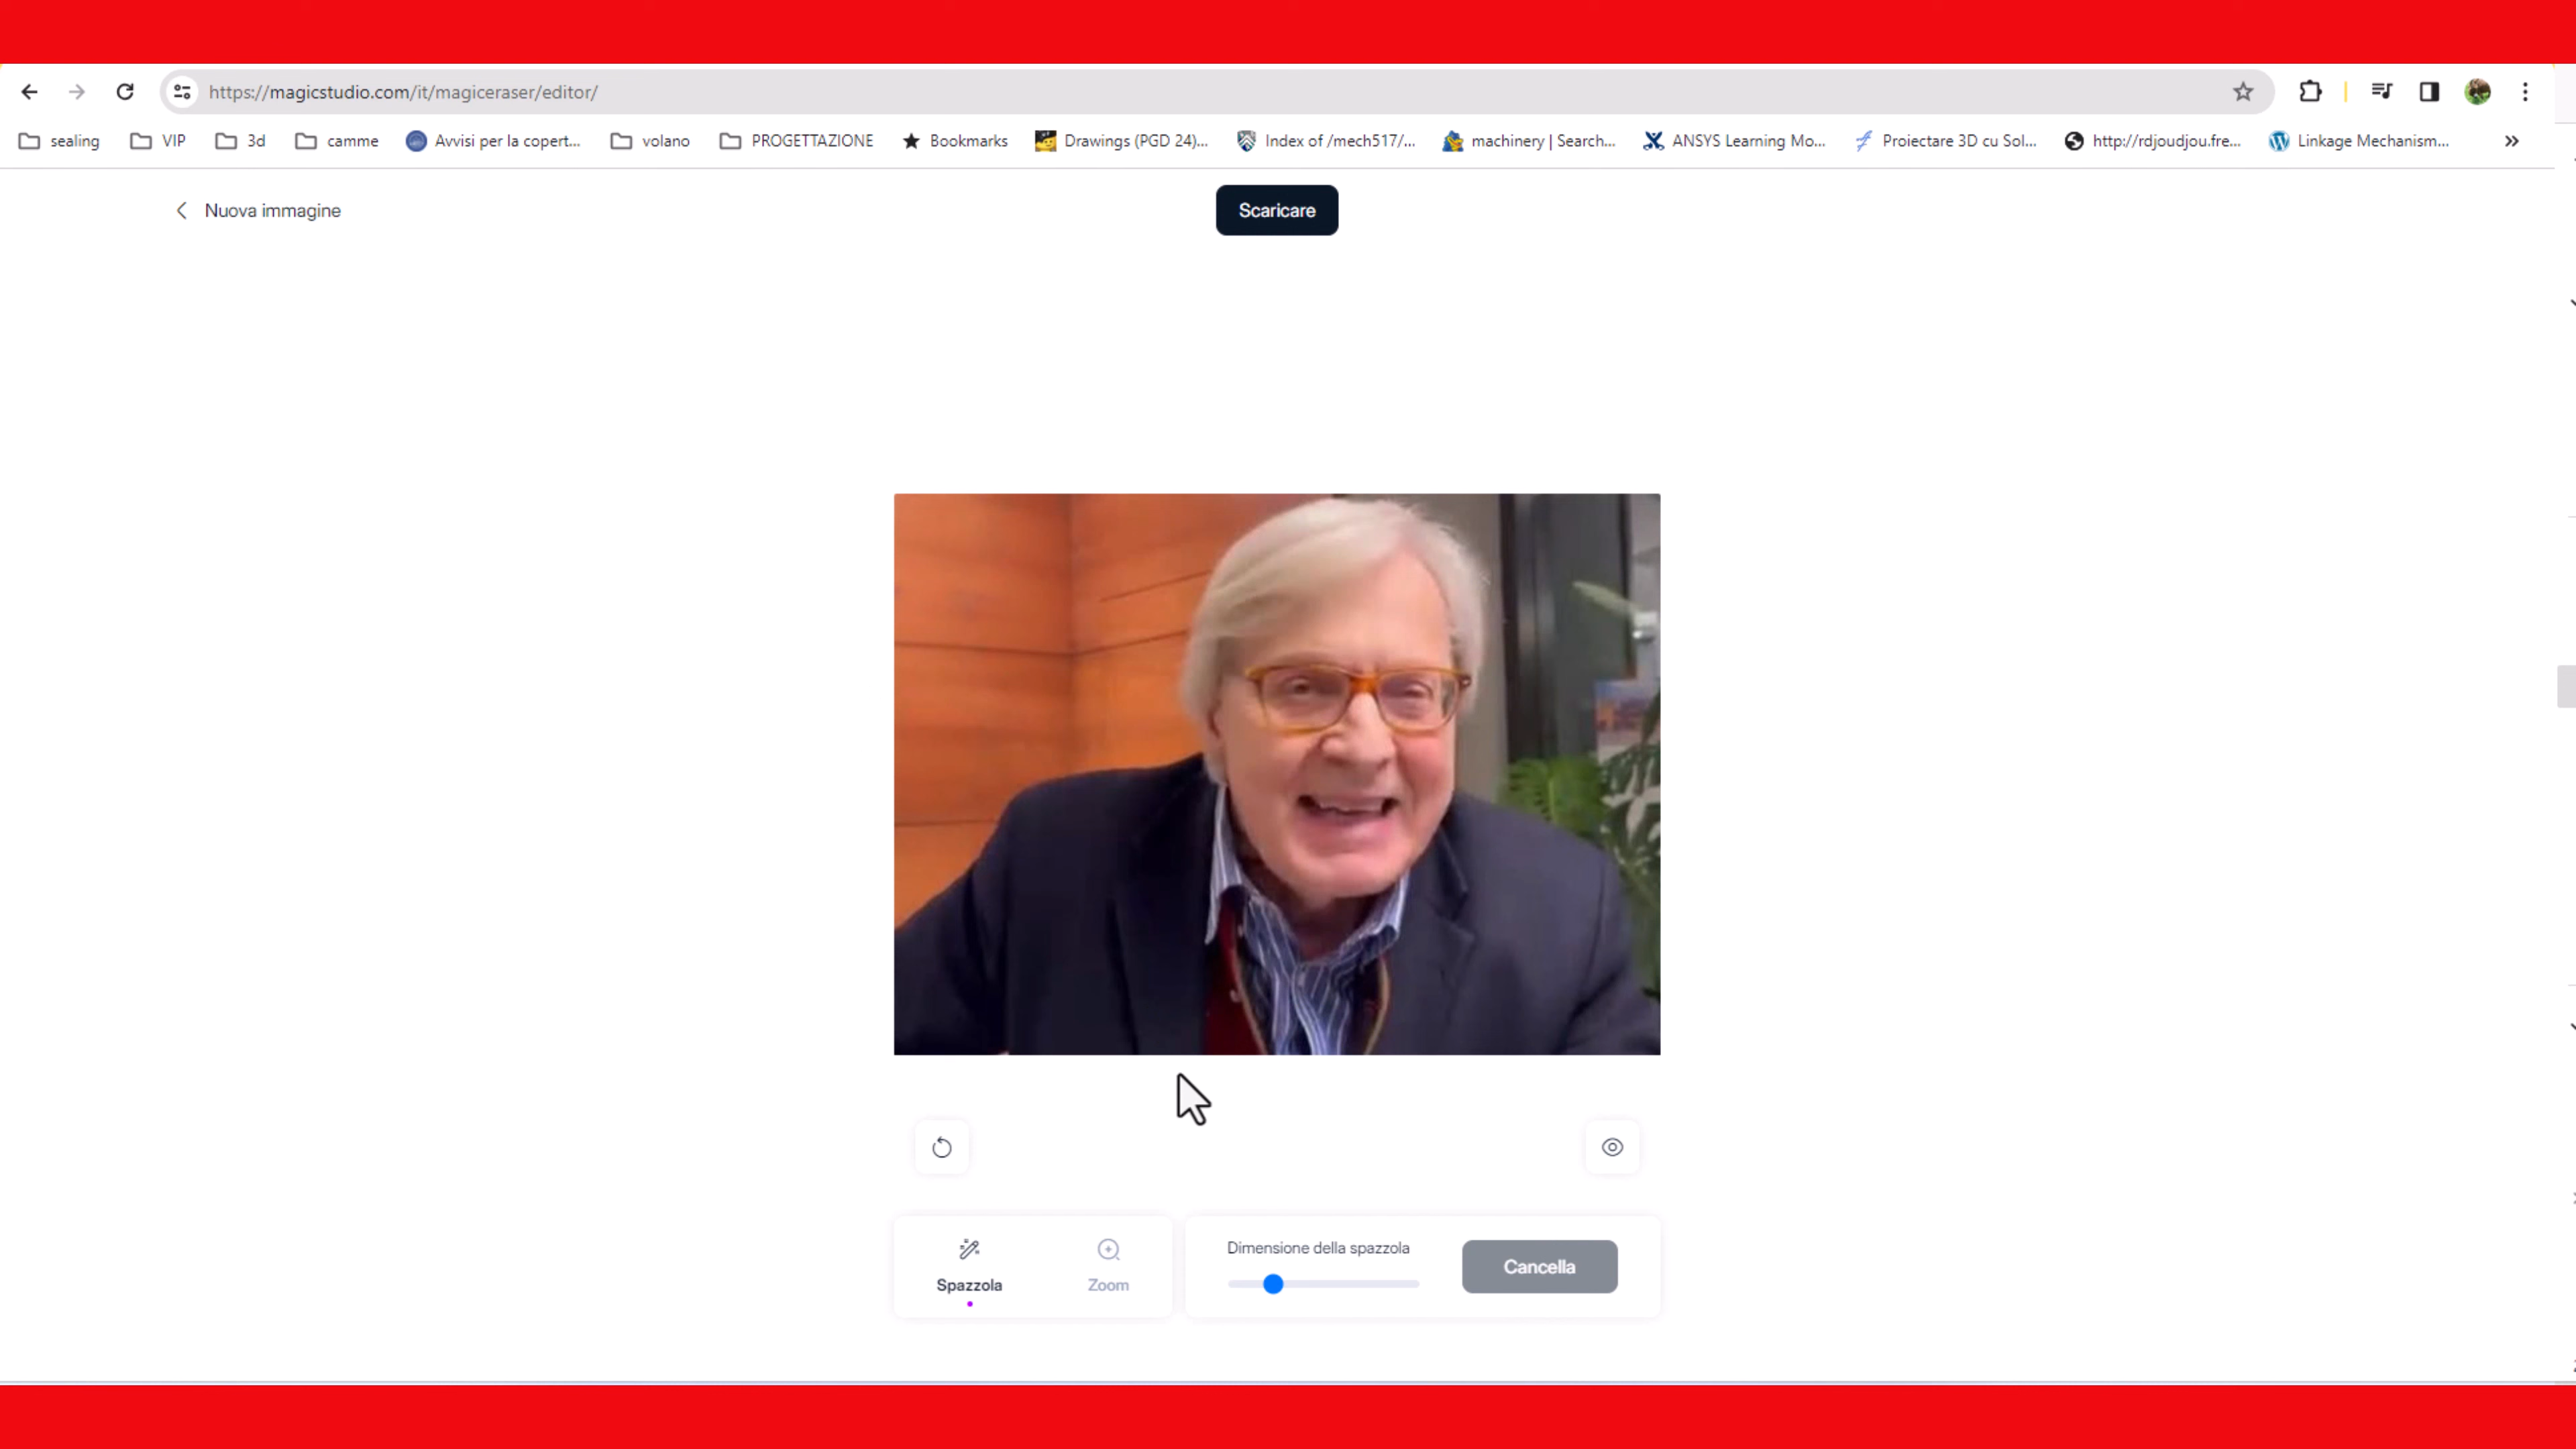 https://magicstudio.com/it/magiceraser/editor/
sealing VIP 3d camme Avvisi per la copert... volano PROGETTAZIONE Bookmarks Drawings (PGD 24)... Index of /mech517/... machinery | Search... ANSYS Learning Mo... Proiectare 3D cu Sol... http://rdjoudjou.fre... Linkage Mechanism... »
Nuova immagine Scaricare
Dimensione della spazzola
Spazzola Zoom Cancella